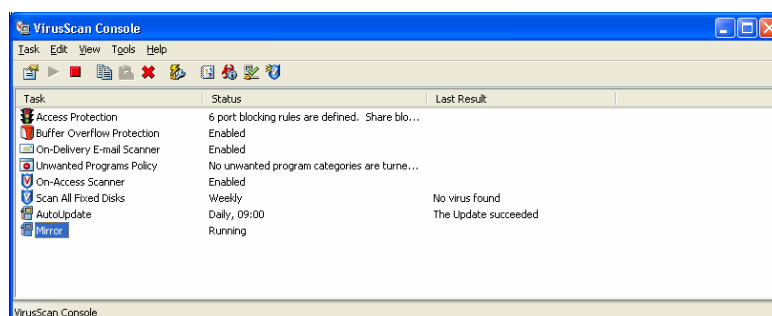 VirusScan Console
Task Edit View Tools Help
Task Status Last Result
Access Protection 6 port blocking rules are defined. Share blo...
Buffer Overflow Protection Enabled
On-Delivery E-mail Scanner Enabled
Unwanted Programs Policy No unwanted program categories are turne...
On-Access Scanner Enabled
Scan All Fixed Disks Weekly No virus found
AutoUpdate Daily, 09:00 The Update succeeded
Mirror Running
VirusScan Console